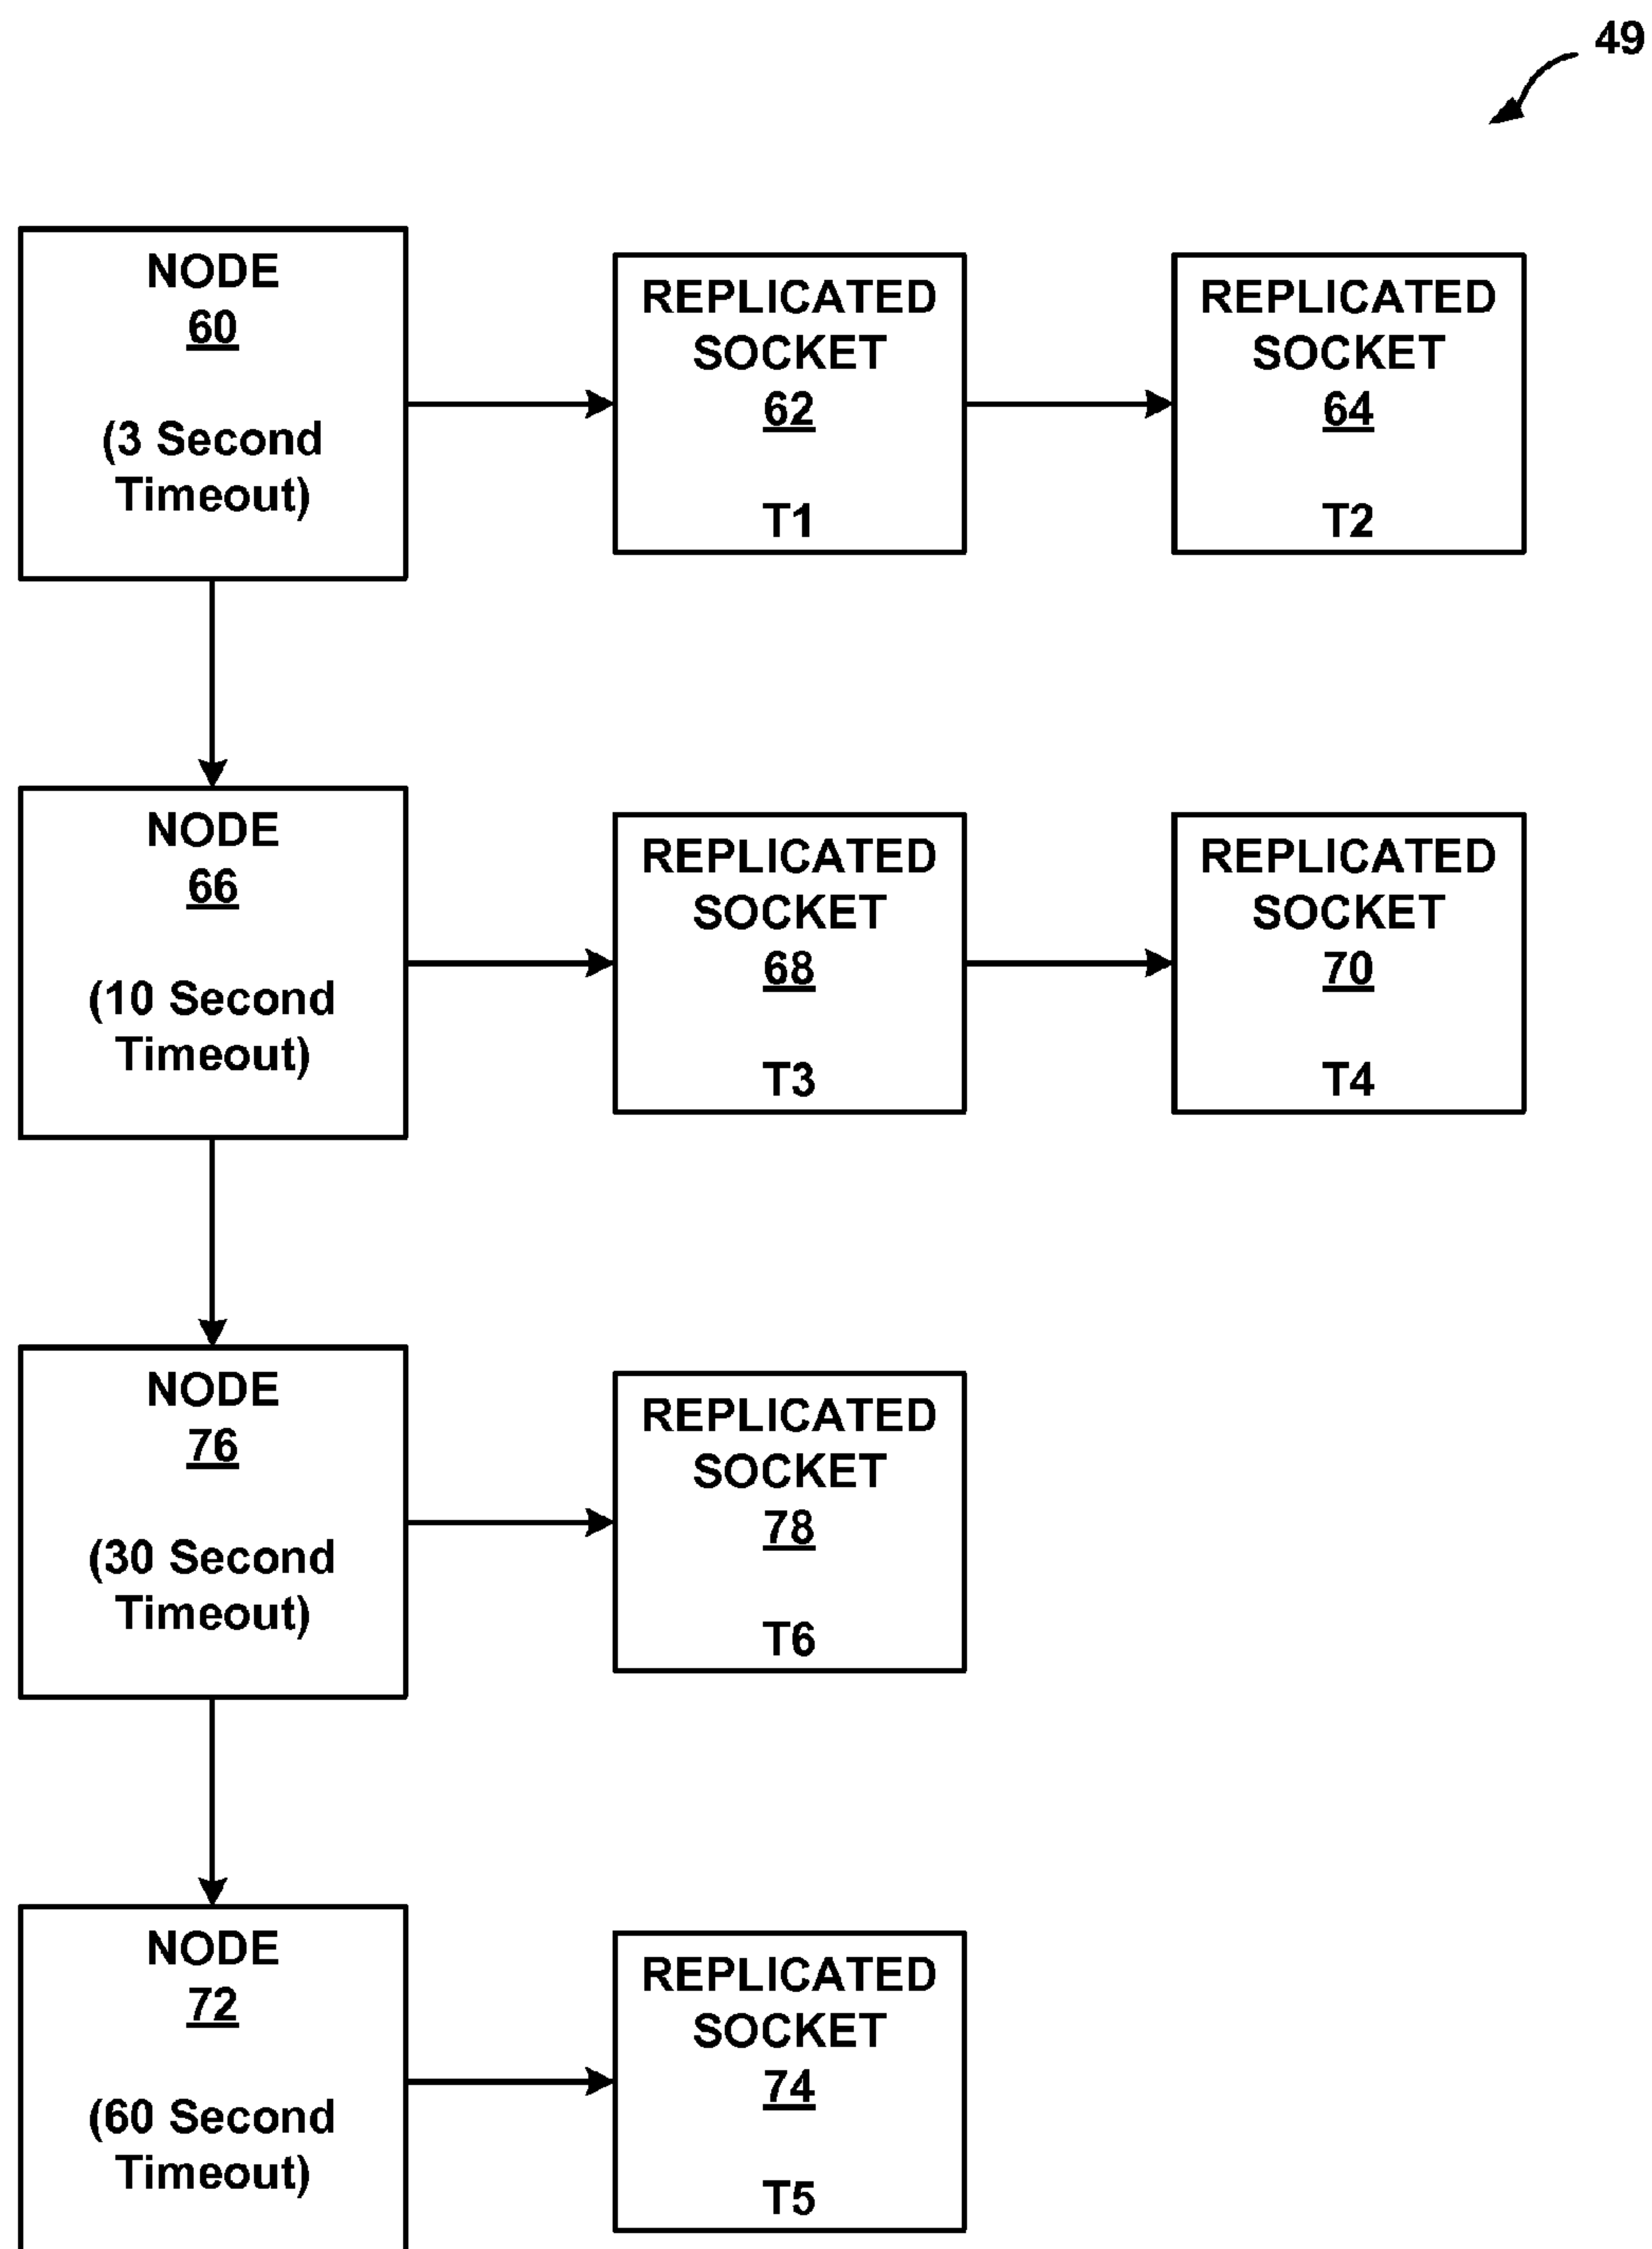 49
NODE
60
(3 Second
Timeout)
REPLICATED
SOCKET
62
T1
REPLICATED
SOCKET
64
T2
NODE
66
(10 Second
Timeout)
REPLICATED
SOCKET
68
T3
REPLICATED
SOCKET
70
T4
NODE
76
(30 Second
Timeout)
REPLICATED
SOCKET
78
T6
NODE
72
(60 Second
Timeout)
REPLICATED
SOCKET
74
T5